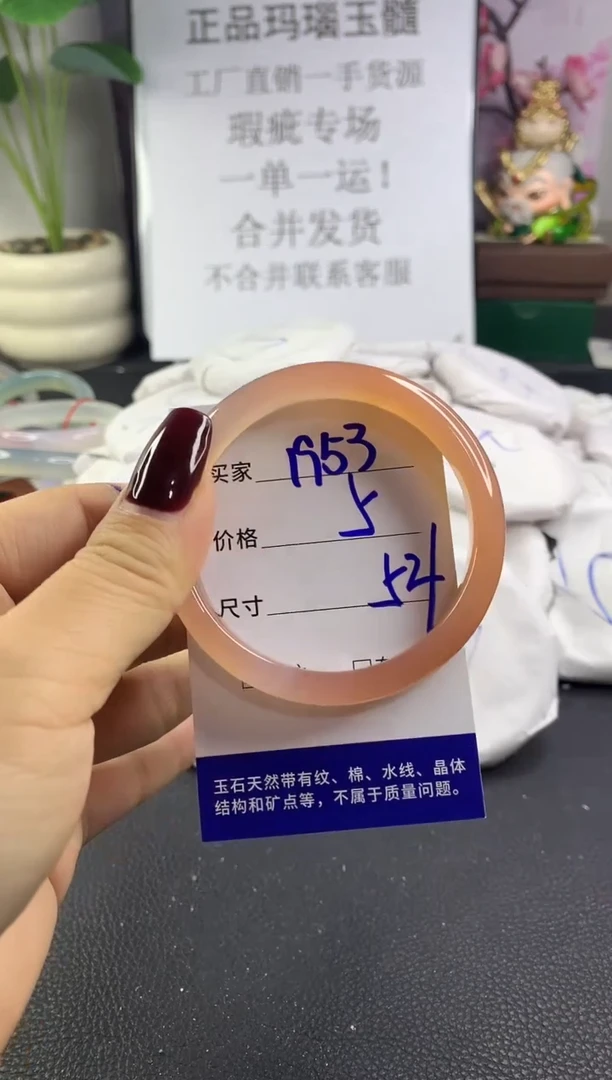 正品玛瑙玉髓
工厂直销一手货源
瑕疵专场
一单一运!
合并发货
不合并联系客服
买家 1953
价格 5
尺寸 54
玉石天然带有纹、棉、水线、晶体
结构和矿点等，不属于质量问题。